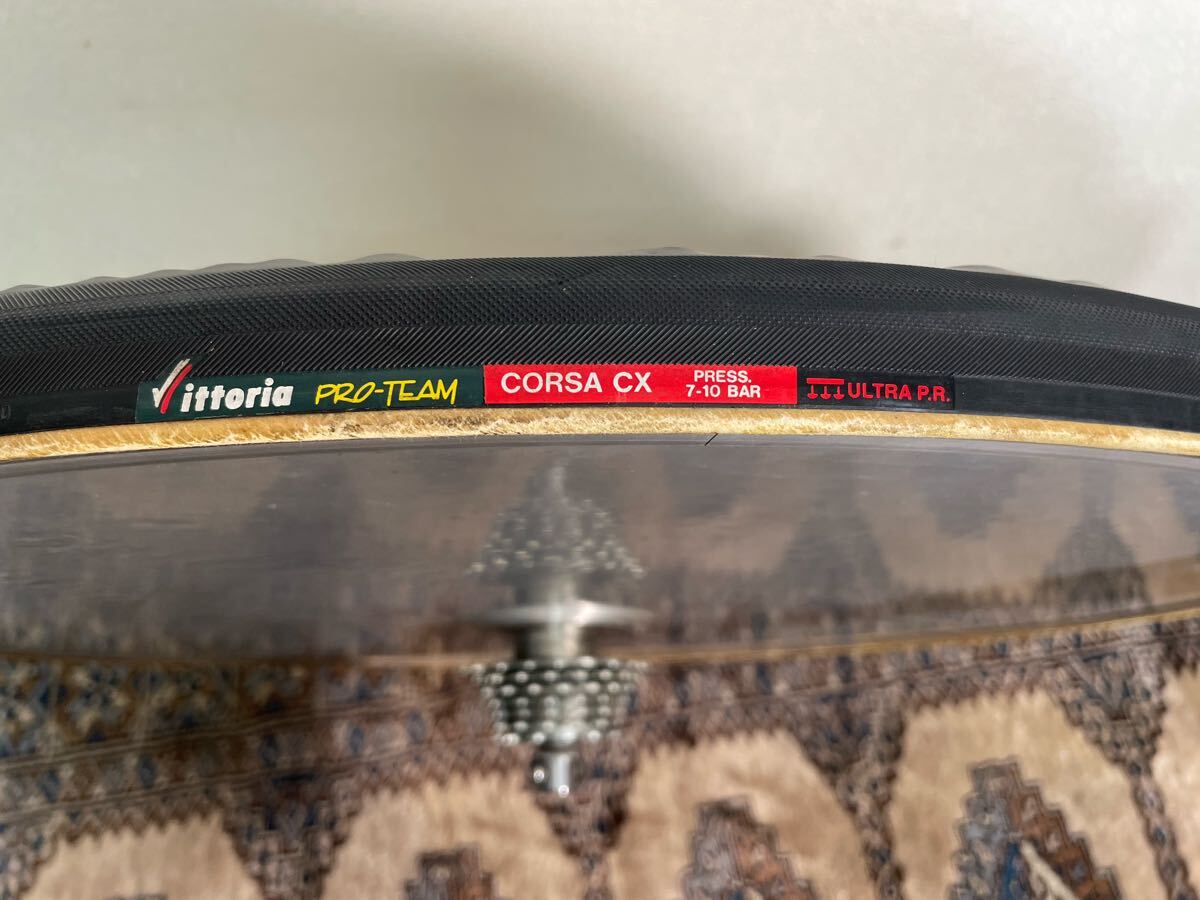 Vittoria PRO-TEAM
CORSA CX
PRESS.
7-10 BAR
ULTRA P.R.